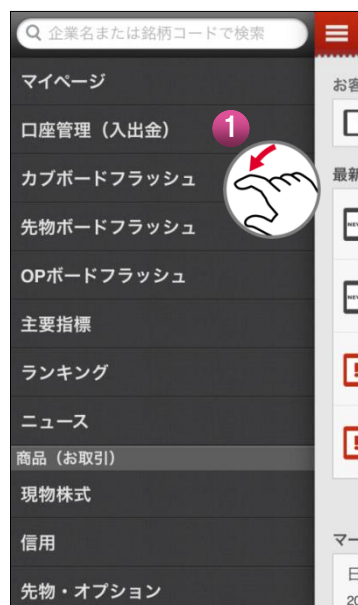 企業名または銘柄コードで検索
マイページ
口座管理（入出金）
1
カブボードフラッシュ
先物ボードフラッシュ
OPボードフラッシュ
主要指標
ランキング
ニュース
商品（お取引）
現物株式
信用
先物・オプション
お客
最新
NEW
NEW
マー
日
20